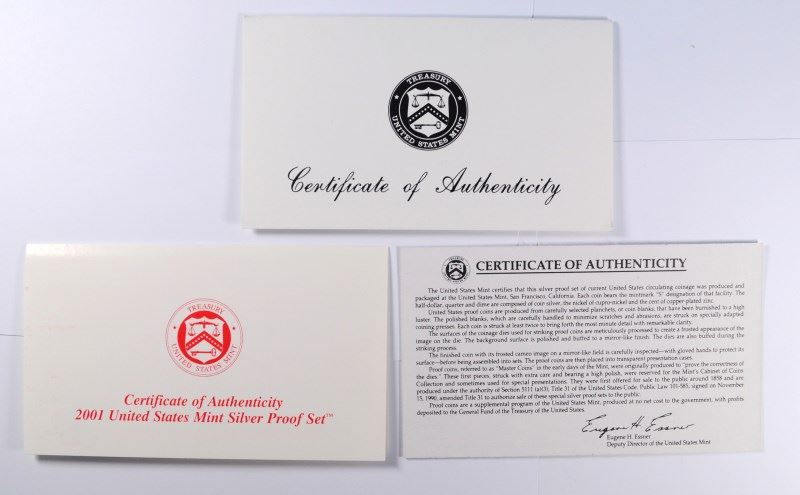 TREASURY
UNITED STATES MINT
Certificate of Authenticity
TREASURY
UNITED STATES MINT
Certificate of Authenticity
2001 United States Mint Silver Proof Set™
CERTIFICATE OF AUTHENTICITY
The United States Mint certifies that this silver proof set of current United States circulating coinage was produced and
packaged at the United States Mint, San Francisco, California. Each coin bears the mintmark "S" designation of that facility. The
half-dollar, quarter and dime are composed of coin silver, the nickel of cupro-nickel and the cent of copper-plated zinc.
United States proof coins are produced from carefully selected planchets, or coin blanks, that have been burnished to a high
luster. The polished blanks, which are carefully handled to minimize scratches and abrasions, are struck on specially adapted
coining presses. Each coin is struck at least twice to bring forth the most minute detail with remarkable clarity.
The surfaces of the coinage dies used for striking proof coins are meticulously processed to create a frosted appearance of the
image on the die. The background surface is polished and buffed to a mirror-like finish. The dies are also buffed during the
striking process.
The finished coin with its frosted cameo image on a mirror-like field is carefully inspected—with gloved hands to protect its
surface—before being assembled into sets. The proof coins are then placed into transparent presentation cases.
Proof coins, referred to as "Master Coins" in the early days of the Mint, were originally produced to "prove the correctness of
the dies." These first pieces, struck with extra care and bearing a high polish, were reserved for the Mint's Cabinet of Coins
Collection and sometimes used for special presentations. They were first offered for sale to the public around 1858 and are
produced under the authority of Section 5111 (a)(3), Title 31 of the United States Code. Public Law 101-585, signed on November
15, 1990, amended Title 31 to authorize sale of these special silver proof sets to the public.
Proof coins are a supplemental program of the United States Mint, produced at no net cost to the government, with profits
deposited to the General Fund of the Treasury of the United States.
Eugene H. Essner
Eugene H. Essner
Deputy Director of the United States Mint